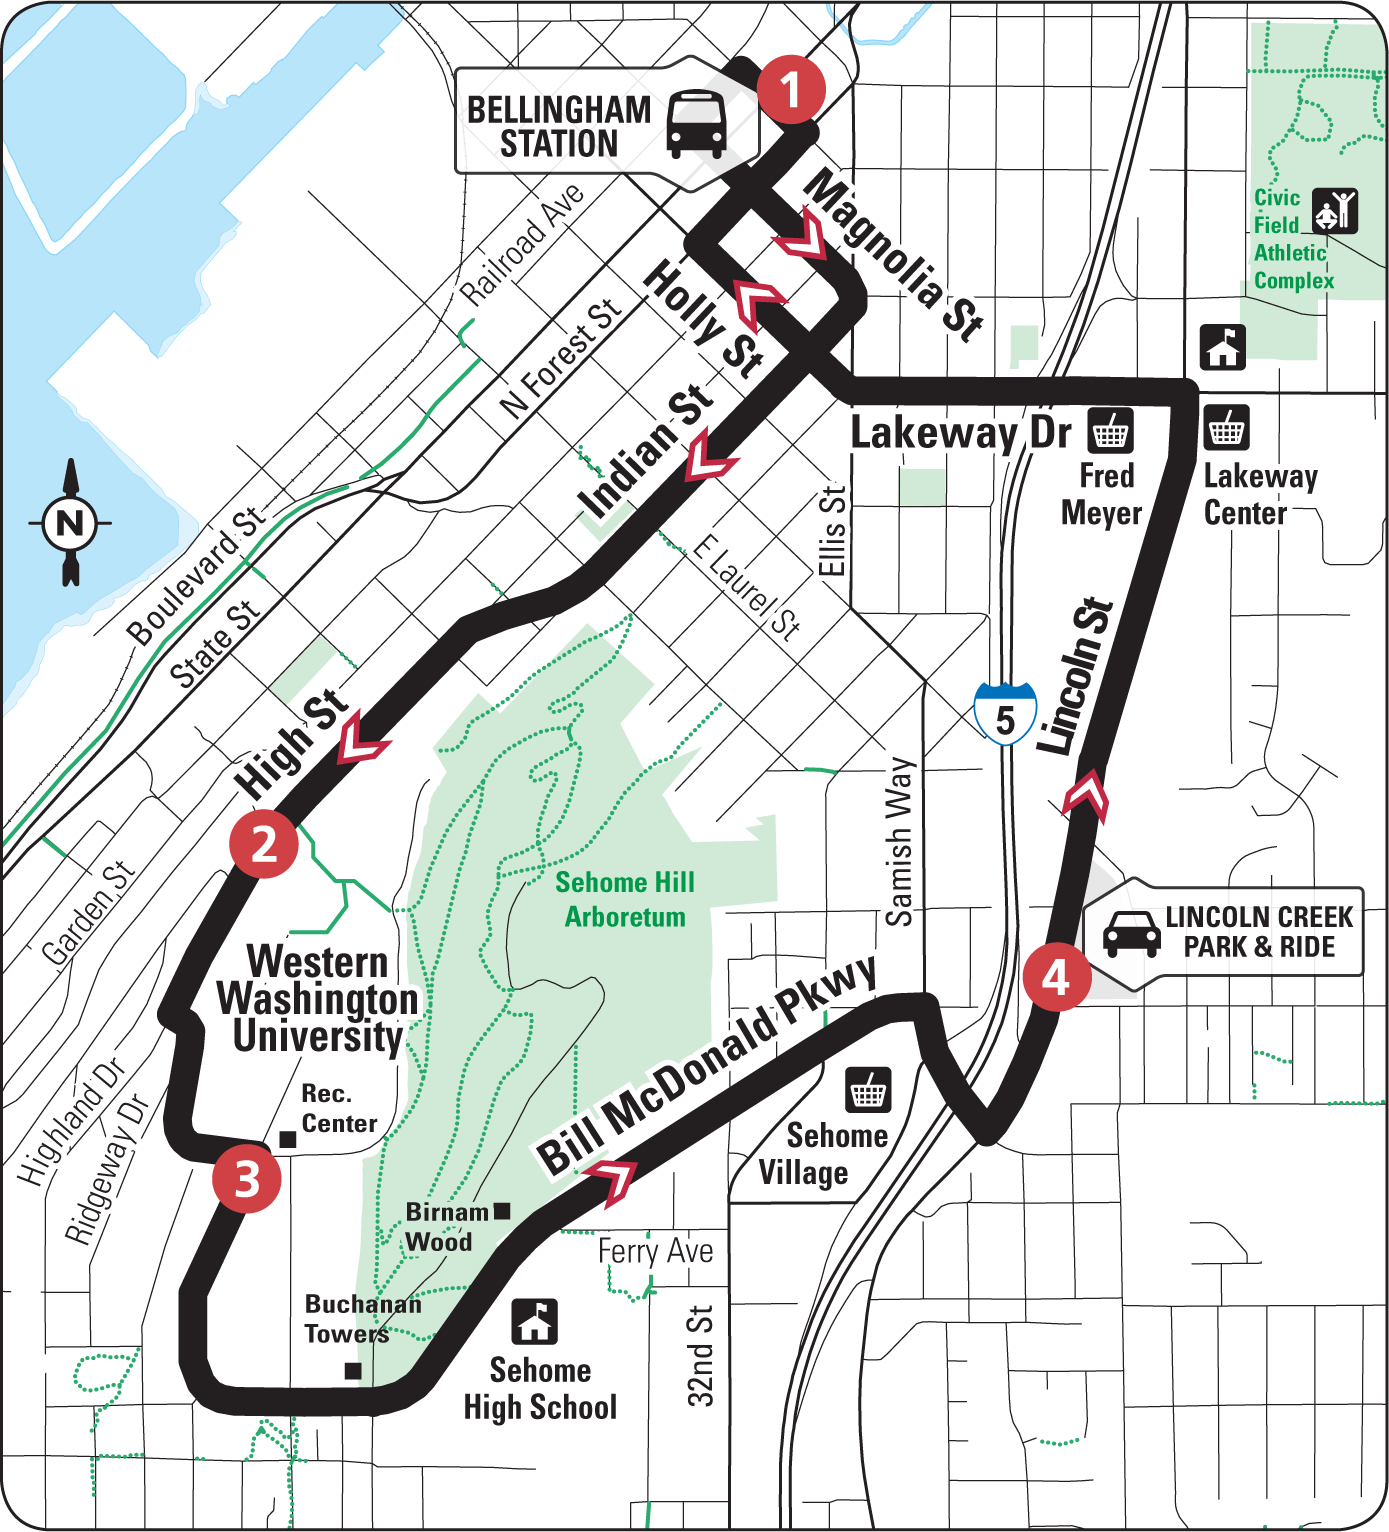 1
BELLINGHAM
STATION
Magnolia St
Railroad Ave
Civic
Field
Athletic
Complex
Holly St
N Forest St
Indian St
Lakeway Dr
Fred
Meyer
Lakeway
Center
Ellis St
N
Boulevard St
E Laurel St
State St
Lincoln St
5
High St
2
Samish Way
Garden St
Sehome Hill
Arboretum
LINCOLN CREEK
PARK & RIDE
4
Western
Washington
University
Bill McDonald Pkwy
Highland Dr
Ridgeway Dr
Rec.
Center
Sehome
Village
3
Birnam
Wood
Ferry Ave
Buchanan
Towers
32nd St
Sehome
High School